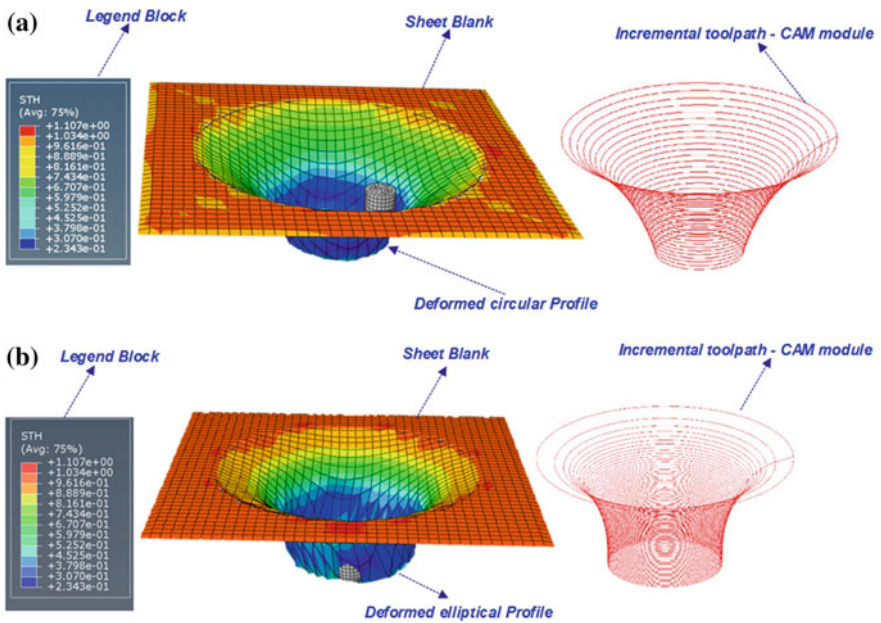 (a)
Legend Block
Sheet Blank
Incremental toolpath - CAM module
STH
(Avg: 75%)
+1.107e+00
+1.034e+00
+9.616e-01
+8.889e-01
+8.161e-01
+7.434e-01
+6.707e-01
+5.979e-01
+5.252e-01
+4.525e-01
+3.798e-01
+3.070e-01
+2.343e-01
Deformed circular Profile
(b)
Legend Block
Sheet Blank
Incremental toolpath - CAM module
STH
(Avg: 75%)
+1.107e+00
+1.034e+00
+9.616e-01
+8.889e-01
+8.161e-01
+7.434e-01
+6.707e-01
+5.979e-01
+5.252e-01
+4.525e-01
+3.798e-01
+3.070e-01
+2.343e-01
Deformed elliptical Profile